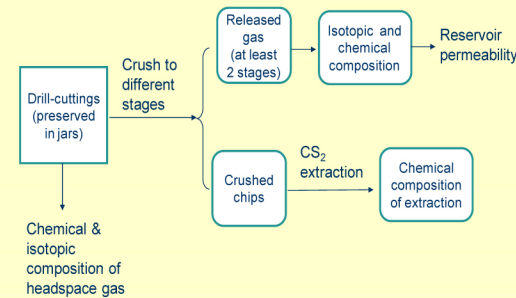 Drill-cuttings
(preserved
in jars)
Crush to
different
stages
Released
gas
(at least
2 stages)
Isotopic and
chemical
composition
Reservoir
permeability
Crushed
chips
CS₂
extraction
Chemical
composition
of extraction
Chemical &
isotopic
composition of
headspace gas